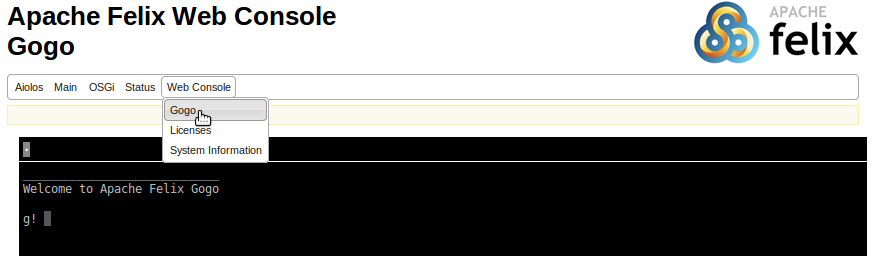 Apache Felix Web Console
Gogo
APACHE
felix
Aiolos Main OSGi Status Web Console
Gogo
Licenses
System Information
Welcome to Apache Felix Gogo
g!